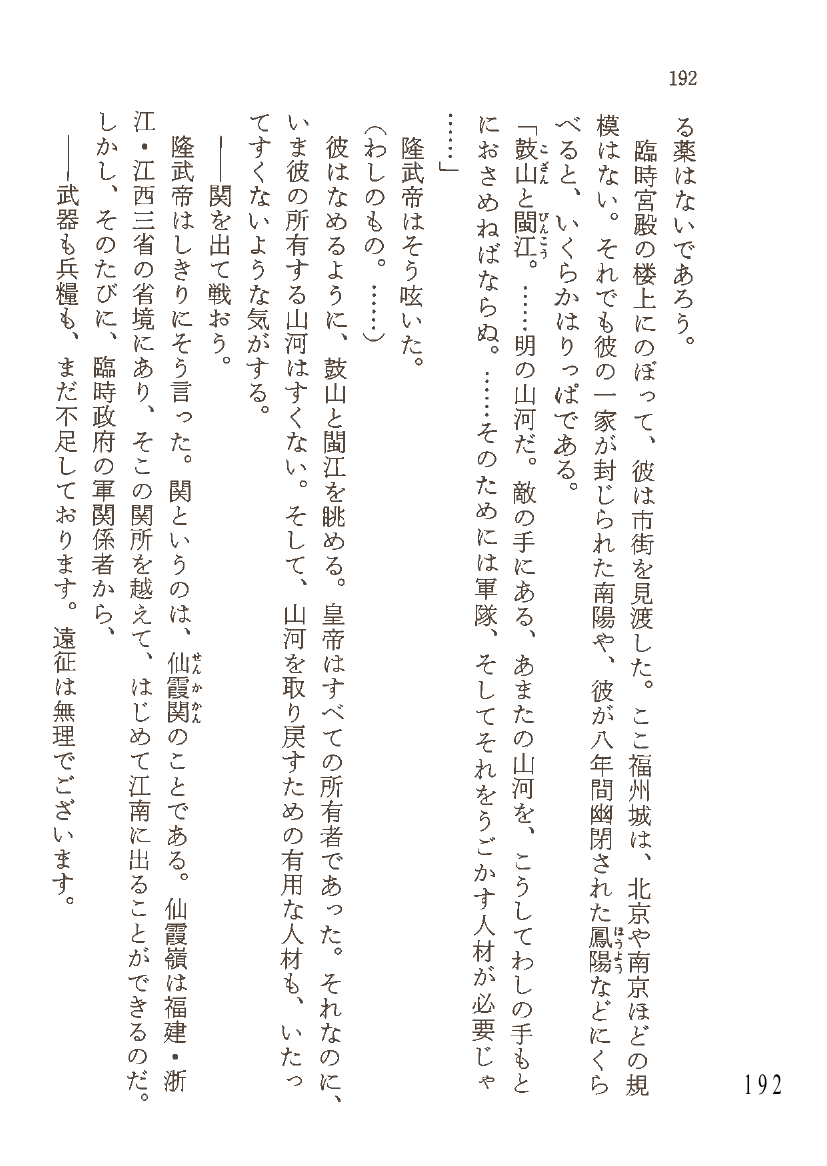 192
る薬はないであろう。
臨時宮殿の楼上にのぼって、彼は市街を見渡した。ここ福州城は、北京や南京ほどの規
模はない。それでも彼の一家が封じられた南陽や、彼が八年間幽閉された鳳陽などにくら
べると、いくらかはりっぱである。
「鼓山と閩江。……明の山河だ。敵の手にある、あまたの山河を、こうしてわしの手もと
におさめねばならぬ。……そのためには軍隊、そしてそれをうごかす人材が必要じゃ
……」
隆武帝はそう呟いた。
(わしのもの。……)
彼はなめるように、鼓山と閩江を眺める。皇帝はすべての所有者であった。それなのに、
いま彼の所有する山河はすくない。そして、山河を取り戻すための有用な人材も、いたっ
てすくないような気がする。
――関を出て戦おう。
隆武帝はしきりにそう言った。関というのは、仙霞関のことである。仙霞嶺は福建・浙
江・江西三省の省境にあり、そこの関所を越えて、はじめて江南に出ることができるのだ。
しかし、そのたびに、臨時政府の軍関係者から、
――武器も兵糧も、まだ不足しております。遠征は無理でございます。
192